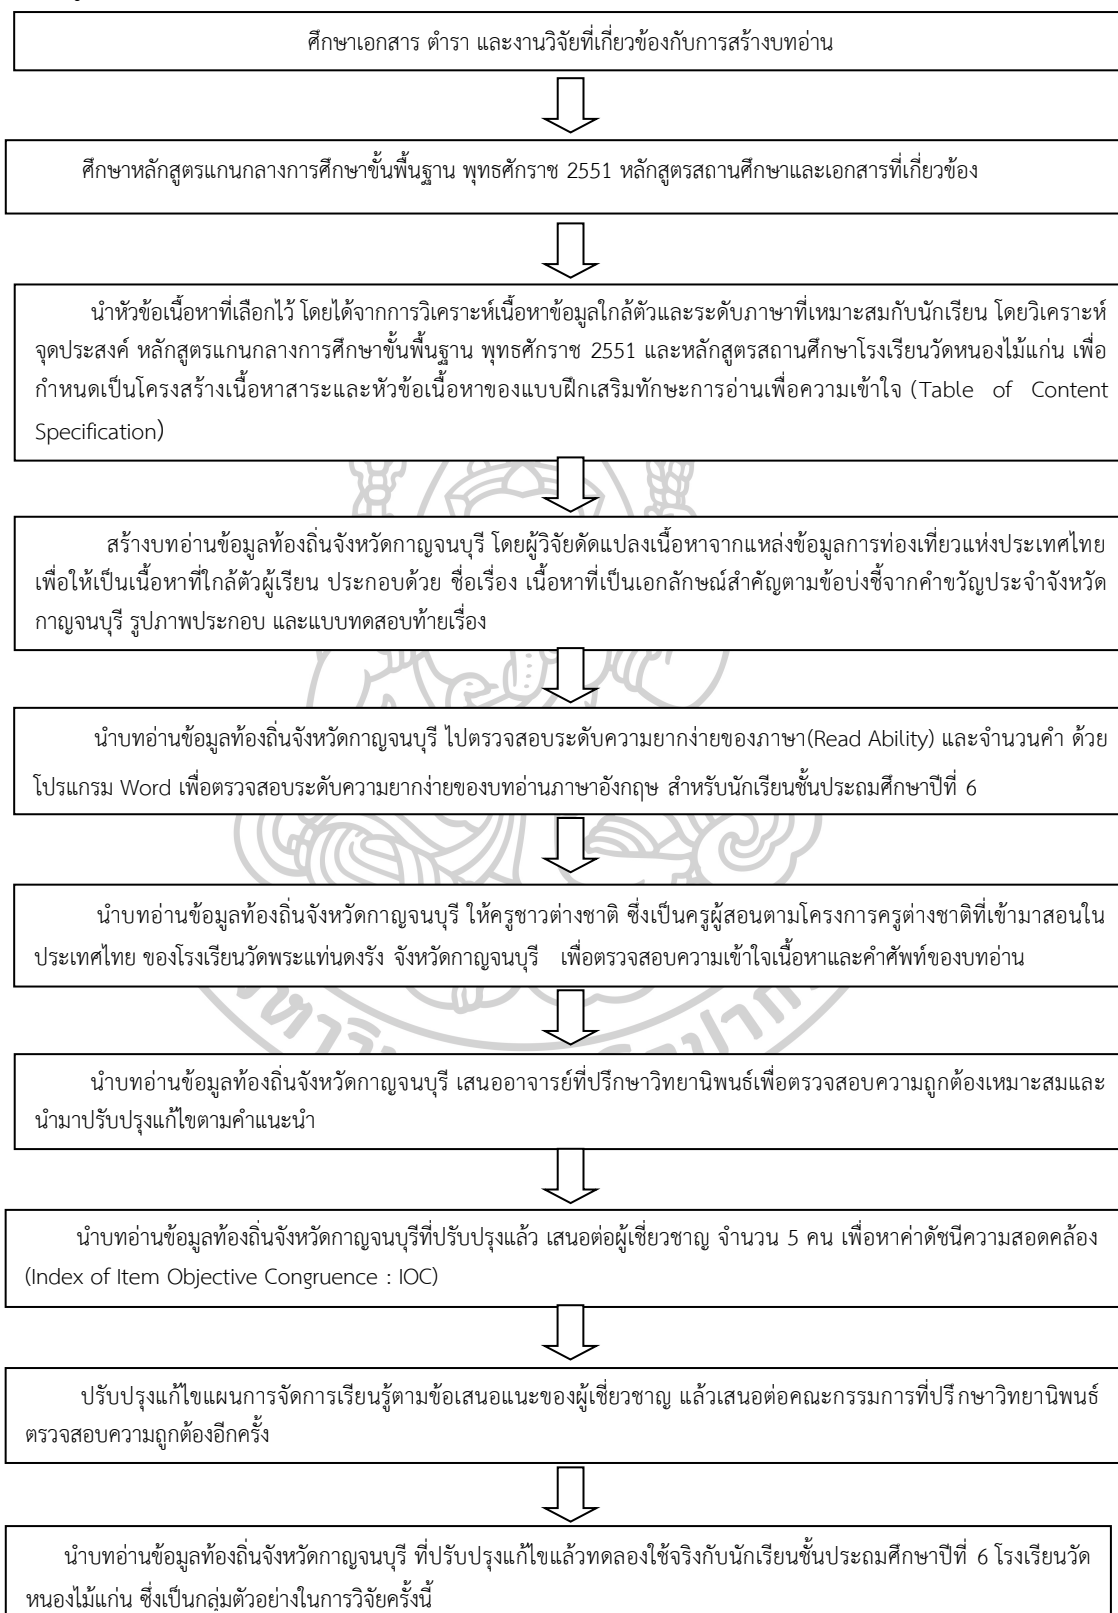 ศึกษาเอกสาร ตำรา และงานวิจัยที่เกี่ยวข้องกับการสร้างบทอ่าน
ศึกษาหลักสูตรแกนกลางการศึกษาขั้นพื้นฐาน พุทธศักราช 2551 หลักสูตรสถานศึกษาและเอกสารที่เกี่ยวข้อง
นำหัวข้อเนื้อหาที่เลือกไว้ โดยได้จากการวิเคราะห์เนื้อหาข้อมูลใกล้ตัวและระดับภาษาที่เหมาะสมกับนักเรียน โดยวิเคราะห์
จุดประสงค์ หลักสูตรแกนกลางการศึกษาขั้นพื้นฐาน พุทธศักราช 2551 และหลักสูตรสถานศึกษาโรงเรียนวัดหนองไม้แก่น เพื่อ
กำหนดเป็นโครงสร้างเนื้อหาสาระและหัวข้อเนื้อหาของแบบฝึกเสริมทักษะการอ่านเพื่อความเข้าใจ (Table of Content
Specification)
สร้างบทอ่านข้อมูลท้องถิ่นจังหวัดกาญจนบุรี โดยผู้วิจัยดัดแปลงเนื้อหาจากแหล่งข้อมูลการท่องเที่ยวแห่งประเทศไทย
เพื่อให้เป็นเนื้อหาที่ใกล้ตัวผู้เรียน ประกอบด้วย ชื่อเรื่อง เนื้อหาที่เป็นเอกลักษณ์สำคัญตามข้อบ่งชี้จากคำขวัญประจำจังหวัด
กาญจนบุรี รูปภาพประกอบ และแบบทดสอบท้ายเรื่อง
นำบทอ่านข้อมูลท้องถิ่นจังหวัดกาญจนบุรี ไปตรวจสอบระดับความยากง่ายของภาษา(Read Ability) และจำนวนคำ ด้วย
โปรแกรม Word เพื่อตรวจสอบระดับความยากง่ายของบทอ่านภาษาอังกฤษ สำหรับนักเรียนชั้นประถมศึกษาปีที่ 6
นำบทอ่านข้อมูลท้องถิ่นจังหวัดกาญจนบุรี ให้ครูชาวต่างชาติ ซึ่งเป็นครูผู้สอนตามโครงการครูต่างชาติที่เข้ามาสอนใน
ประเทศไทย ของโรงเรียนวัดพระแท่นดงรัง จังหวัดกาญจนบุรี เพื่อตรวจสอบความเข้าใจเนื้อหาและคำศัพท์ของบทอ่าน
นำบทอ่านข้อมูลท้องถิ่นจังหวัดกาญจนบุรี เสนออาจารย์ที่ปรึกษาวิทยานิพนธ์เพื่อตรวจสอบความถูกต้องเหมาะสมและ
นำมาปรับปรุงแก้ไขตามคำแนะนำ
นำบทอ่านข้อมูลท้องถิ่นจังหวัดกาญจนบุรีที่ปรับปรุงแล้ว เสนอต่อผู้เชี่ยวชาญ จำนวน 5 คน เพื่อหาค่าดัชนีความสอดคล้อง
(Index of Item Objective Congruence : IOC)
ปรับปรุงแก้ไขแผนการจัดการเรียนรู้ตามข้อเสนอแนะของผู้เชี่ยวชาญ แล้วเสนอต่อคณะกรรมการที่ปรึกษาวิทยานิพนธ์
ตรวจสอบความถูกต้องอีกครั้ง
นำบทอ่านข้อมูลท้องถิ่นจังหวัดกาญจนบุรี ที่ปรับปรุงแก้ไขแล้วทดลองใช้จริงกับนักเรียนชั้นประถมศึกษาปีที่ 6 โรงเรียนวัด
หนองไม้แก่น ซึ่งเป็นกลุ่มตัวอย่างในการวิจัยครั้งนี้